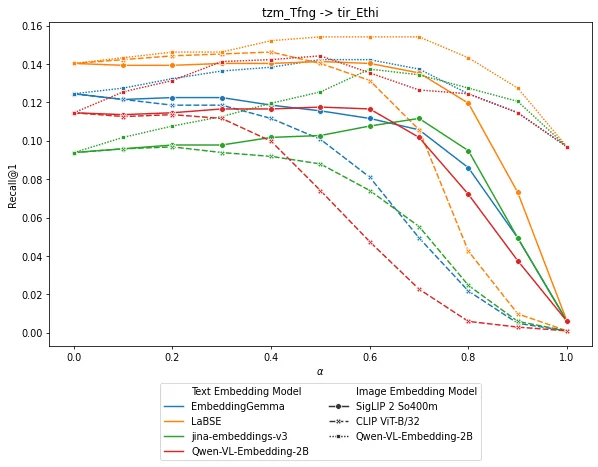 tzm_Tfng -> tir_Ethi
0.16
0.14
0.12
0.10
0.08
0.06
0.04
0.02
0.00
Recall@1
0.0 0.2 0.4 0.6 0.8 1.0
α
Text Embedding Model
EmbeddingGemma
LaBSE
jina-embeddings-v3
Qwen-VL-Embedding-2B
Image Embedding Model
SigLIP 2 So400m
CLIP ViT-B/32
Qwen-VL-Embedding-2B